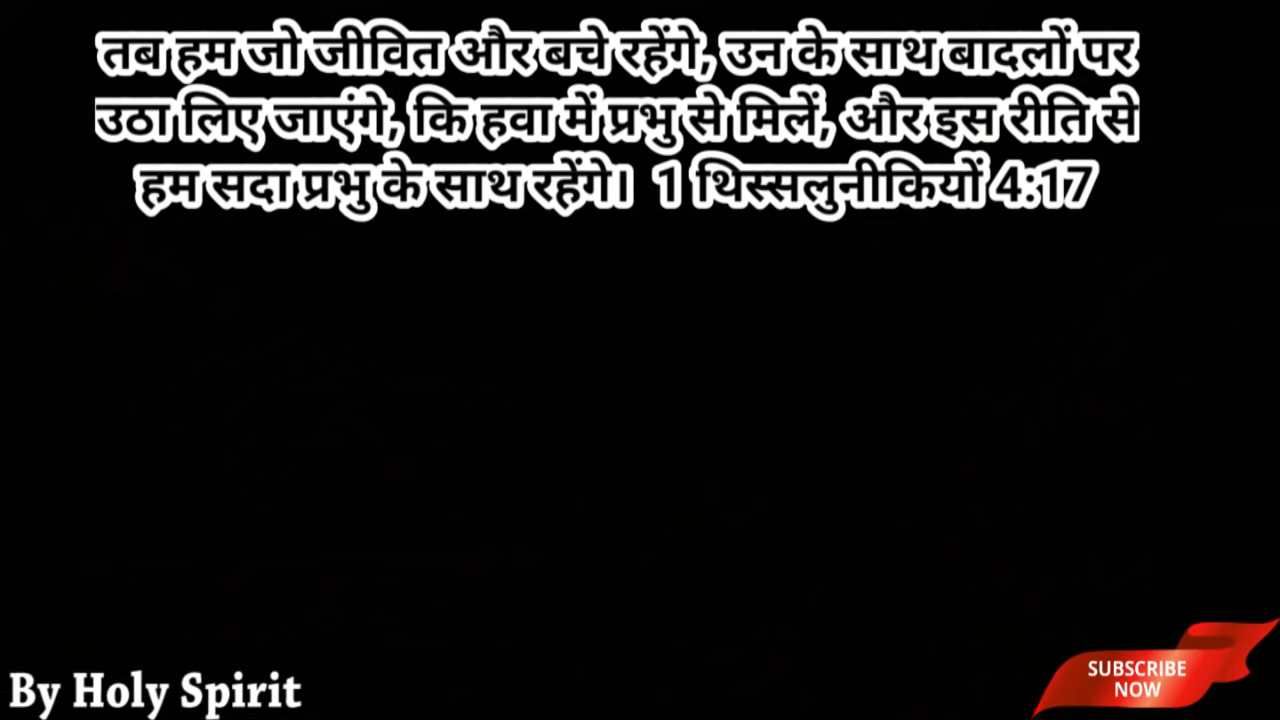 तब हम जो जीवित और बचे रहेंगे, उन के साथ बादलों पर
उठा लिए जाएंगे, कि हवा में प्रभु से मिलें, और इस रीति से
हम सदा प्रभु के साथ रहेंगे। 1 थिस्सलुनीकियों 4:17
By Holy Spirit
SUBSCRIBE
NOW